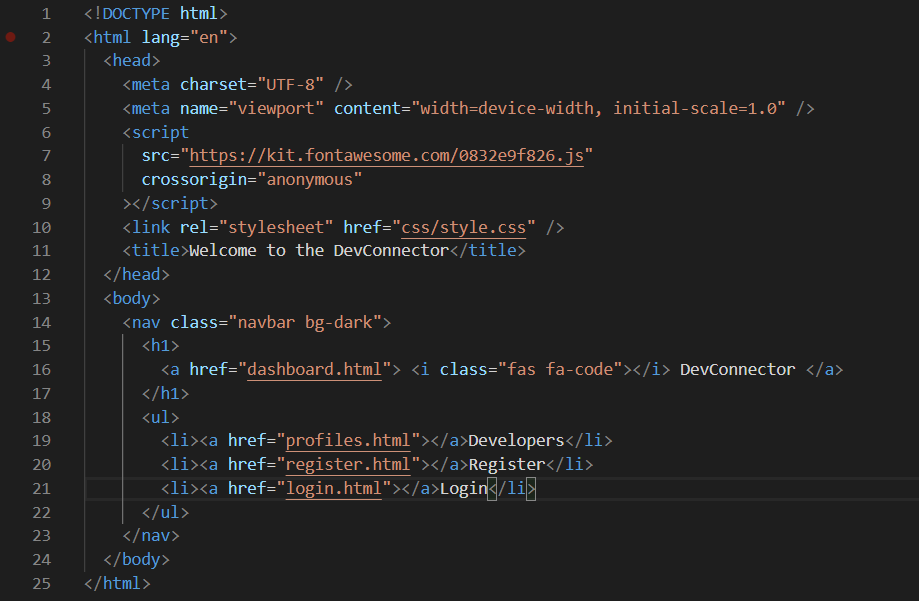 1 <!DOCTYPE html>
2 <html lang="en">
3   <head>
4     <meta charset="UTF-8" />
5     <meta name="viewport" content="width=device-width, initial-scale=1.0" />
6     <script
7       src="https://kit.fontawesome.com/0832e9f826.js"
8       crossorigin="anonymous"
9     ></script>
10     <link rel="stylesheet" href="css/style.css" />
11     <title>Welcome to the DevConnector</title>
12   </head>
13   <body>
14     <nav class="navbar bg-dark">
15       <h1>
16         <a href="dashboard.html"> <i class="fas fa-code"></i> DevConnector </a>
17       </h1>
18       <ul>
19         <li><a href="profiles.html"></a>Developers</li>
20         <li><a href="register.html"></a>Register</li>
21         <li><a href="login.html"></a>Login</li>
22       </ul>
23     </nav>
24   </body>
25 </html>